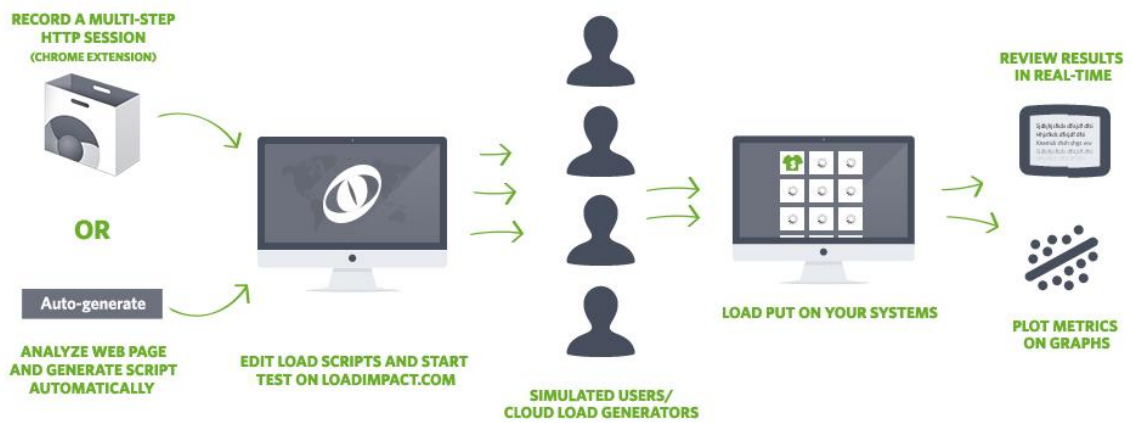 RECORD A MULTI-STEP
HTTP SESSION
(CHROME EXTENSION)
OR
Auto-generate
ANALYZE WEB PAGE
AND GENERATE SCRIPT
AUTOMATICALLY
EDIT LOAD SCRIPTS AND START
TEST ON LOADIMPACT.COM
SIMULATED USERS/
CLOUD LOAD GENERATORS
LOAD PUT ON YOUR SYSTEMS
REVIEW RESULTS
IN REAL-TIME
PLOT METRICS
ON GRAPHS